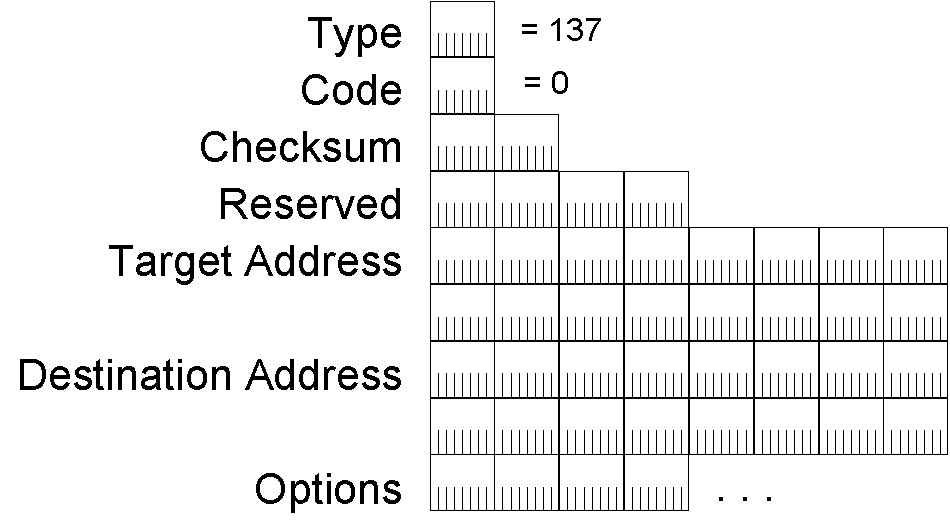 Type = 137
Code = 0
Checksum
Reserved
Target Address
Destination Address
Options . . .